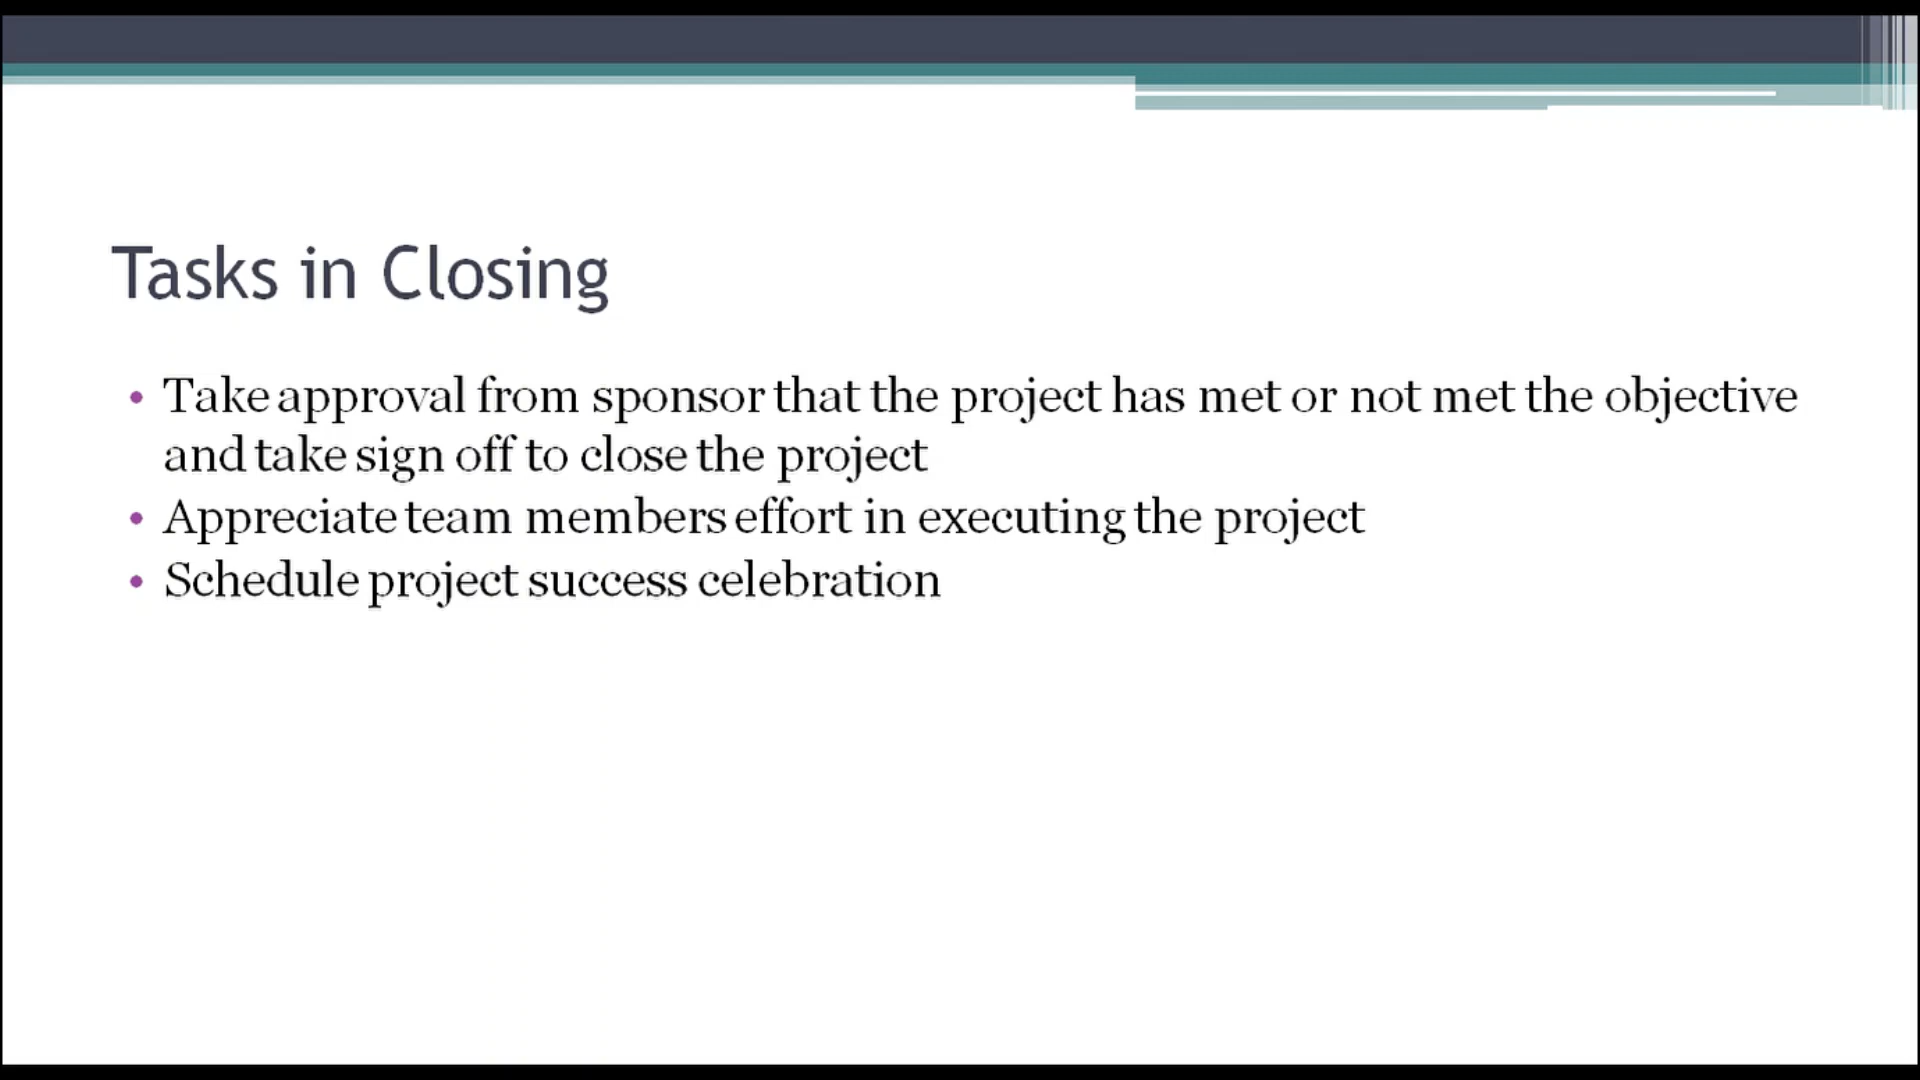 Tasks in Closing
• Take approval from sponsor that the project has met or not met the objective
and take sign off to close the project
• Appreciate team members effort in executing the project
• Schedule project success celebration